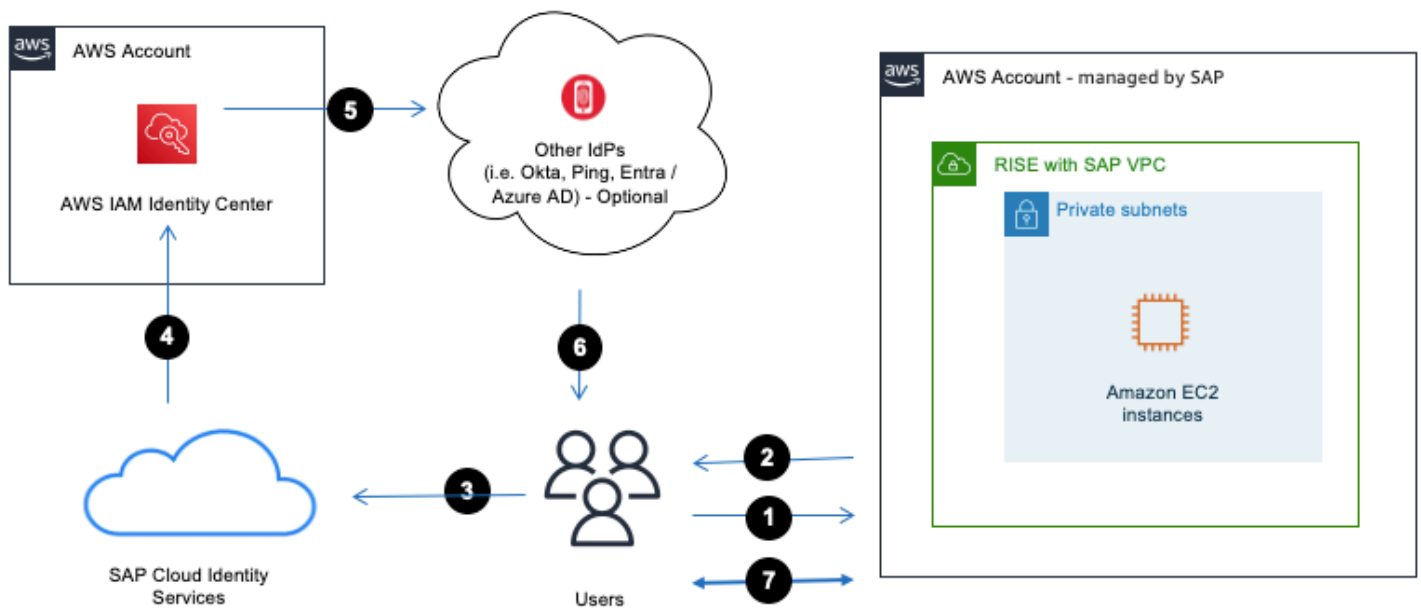 aws
AWS Account
AWS IAM Identity Center
5
Other IdPs
(i.e. Okta, Ping, Entra /
Azure AD) - Optional
aws
AWS Account - managed by SAP
RISE with SAP VPC
Private subnets
Amazon EC2
instances
4
6
2
3
1
7
SAP Cloud Identity
Services
Users